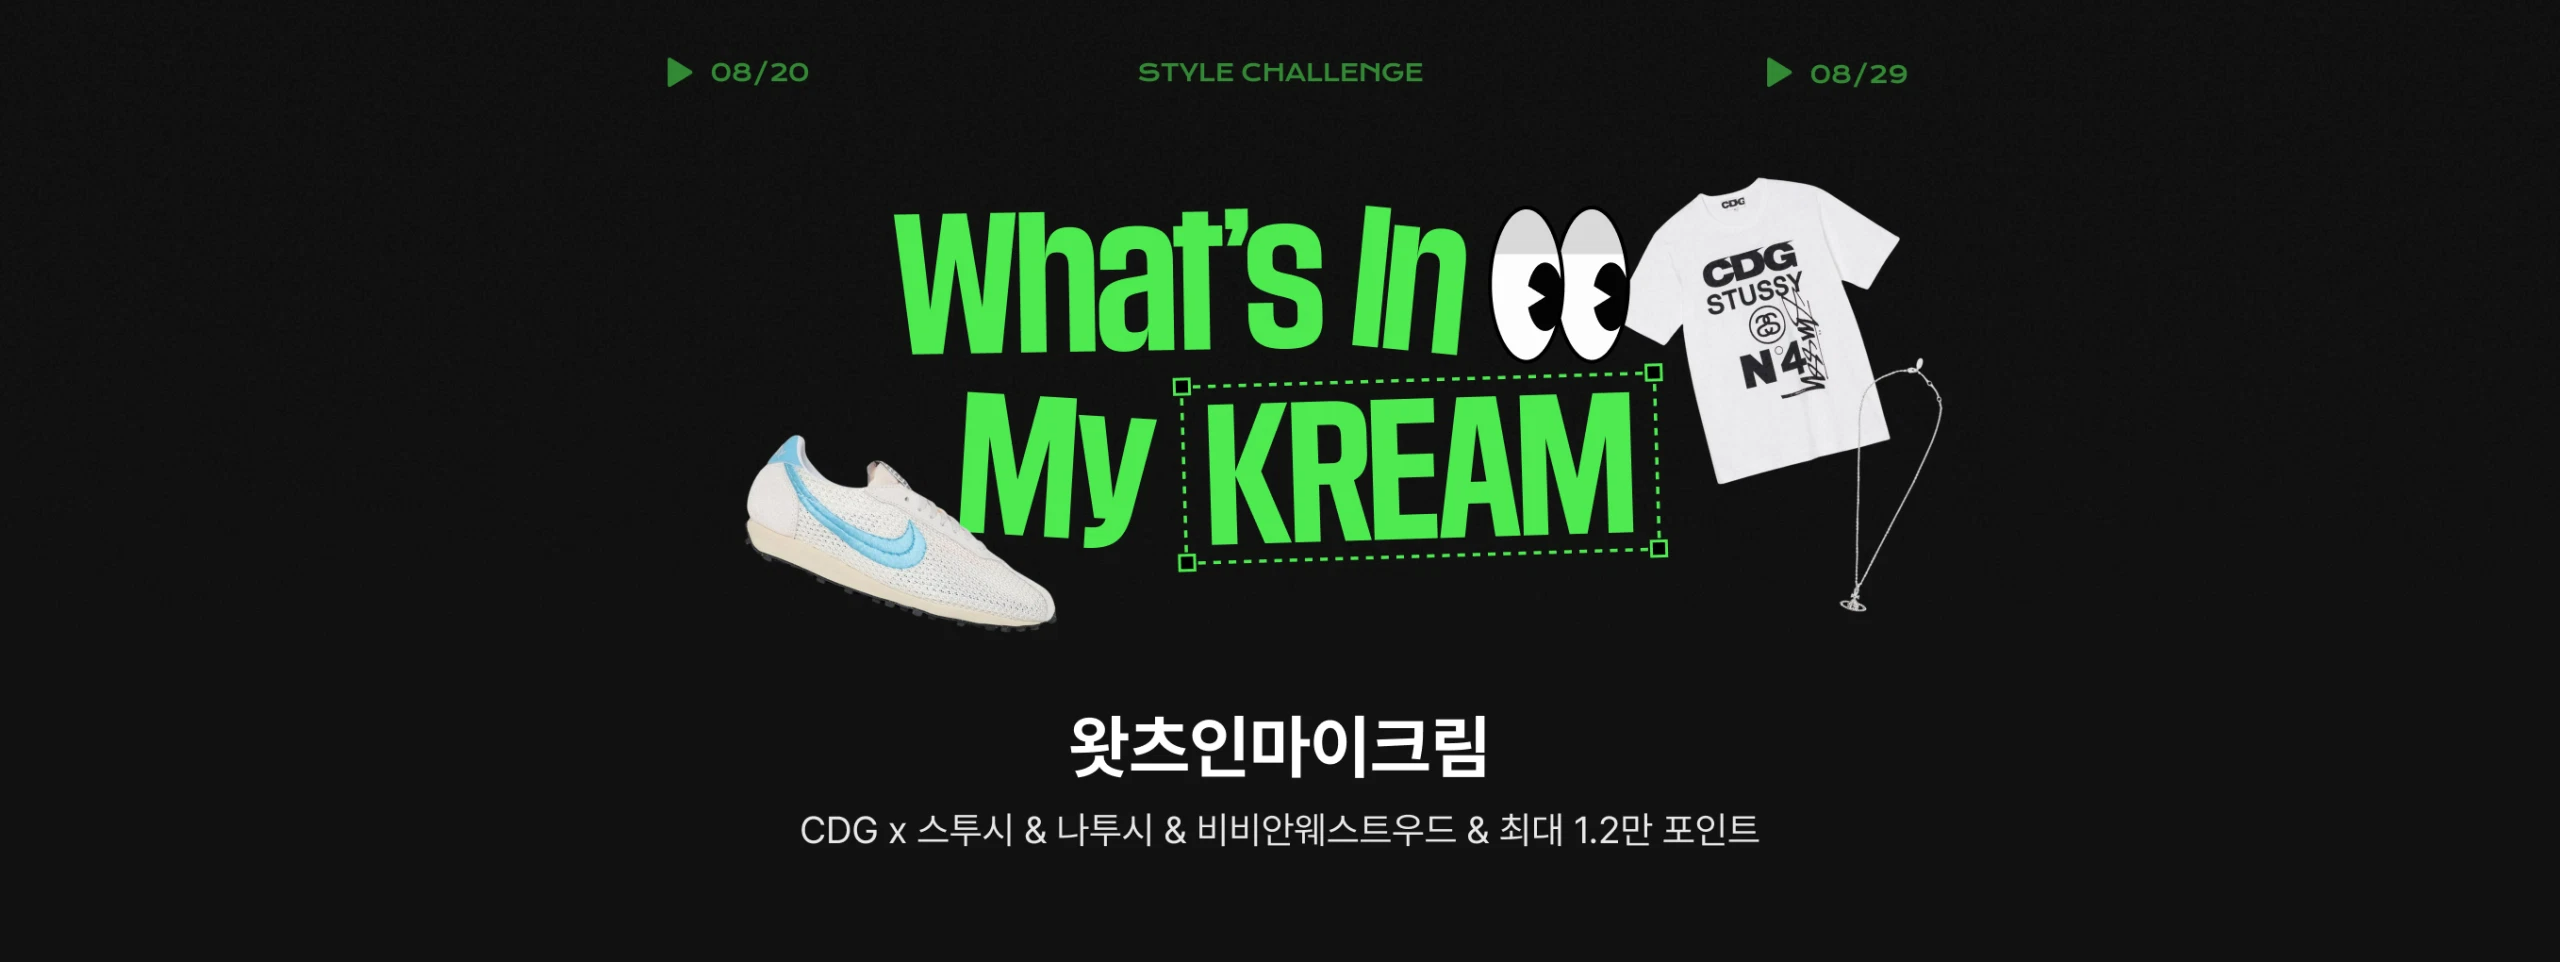 08/20
STYLE CHALLENGE
08/29
What's In
My KREAM
CDG
CDG
STUSSY
N°4
왓츠인마이크림
CDG x 스투시 & 나투시 & 비비안웨스트우드 & 최대 1.2만 포인트